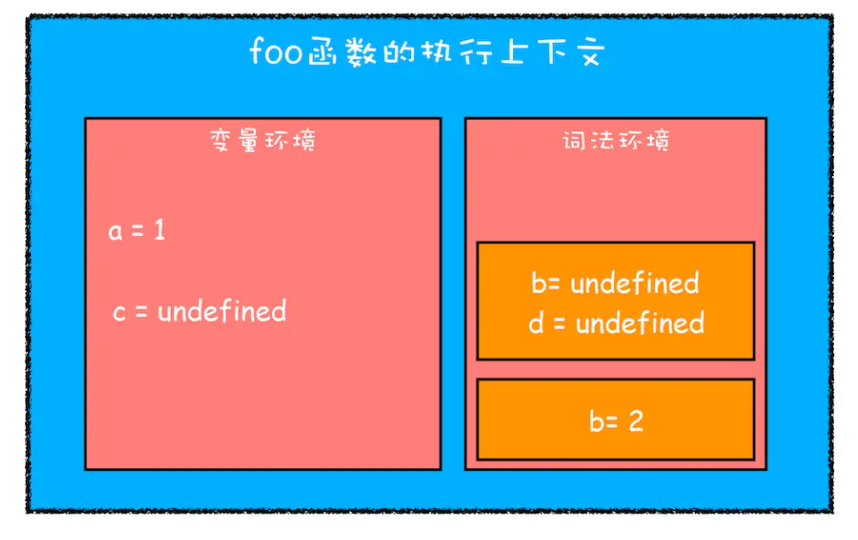 foo函数的执行上下文
变量环境
a = 1
c = undefined
词法环境
b= undefined
d = undefined
b= 2